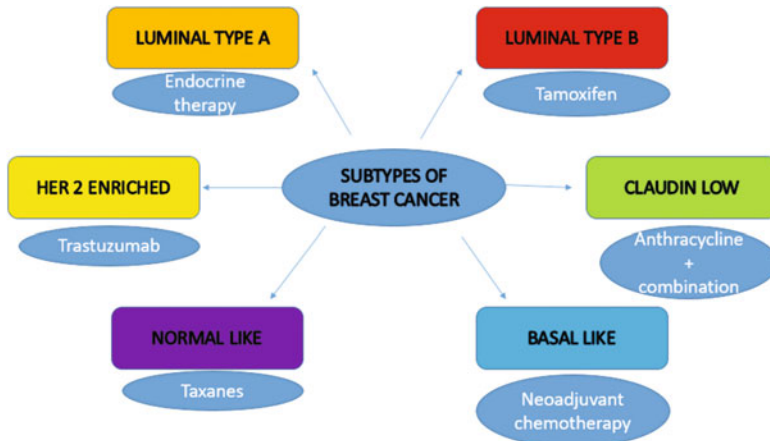 LUMINAL TYPE A
Endocrine
therapy
LUMINAL TYPE B
Tamoxifen
SUBTYPES OF
BREAST CANCER
HER 2 ENRICHED
Trastuzumab
CLAUDIN LOW
Anthracycline
+
combination
NORMAL LIKE
Taxanes
BASAL LIKE
Neoadjuvant
chemotherapy